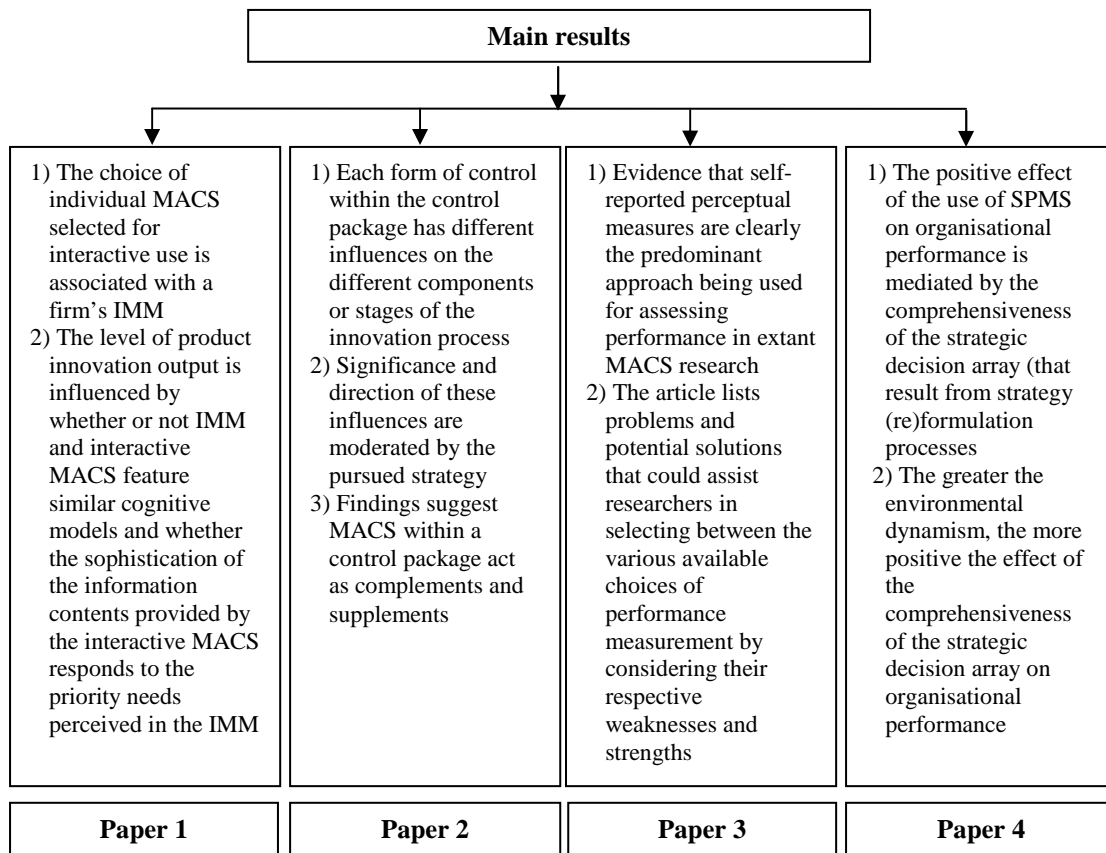 Main results
1) The choice of
individual MACS
selected for
interactive use is
associated with a
firm's IMM
2) The level of product
innovation output is
influenced by
whether or not IMM
and interactive
MACS feature
similar cognitive
models and whether
the sophistication of
the information
contents provided by
the interactive MACS
responds to the
priority needs
perceived in the IMM
1) Each form of control
within the control
package has different
influences on the
different components
or stages of the
innovation process
2) Significance and
direction of these
influences are
moderated by the
pursued strategy
3) Findings suggest
MACS within a
control package act
as complements and
supplements
1) Evidence that self-
reported perceptual
measures are clearly
the predominant
approach being used
for assessing
performance in extant
MACS research
2) The article lists
problems and
potential solutions
that could assist
researchers in
selecting between the
various available
choices of
performance
measurement by
considering their
respective
weaknesses and
strengths
1) The positive effect
of the use of SPMS
on organisational
performance is
mediated by the
comprehensiveness
of the strategic
decision array (that
result from strategy
(re)formulation
processes
2) The greater the
environmental
dynamism, the more
positive the effect of
the
comprehensiveness
of the strategic
decision array on
organisational
performance
Paper 1
Paper 2
Paper 3
Paper 4